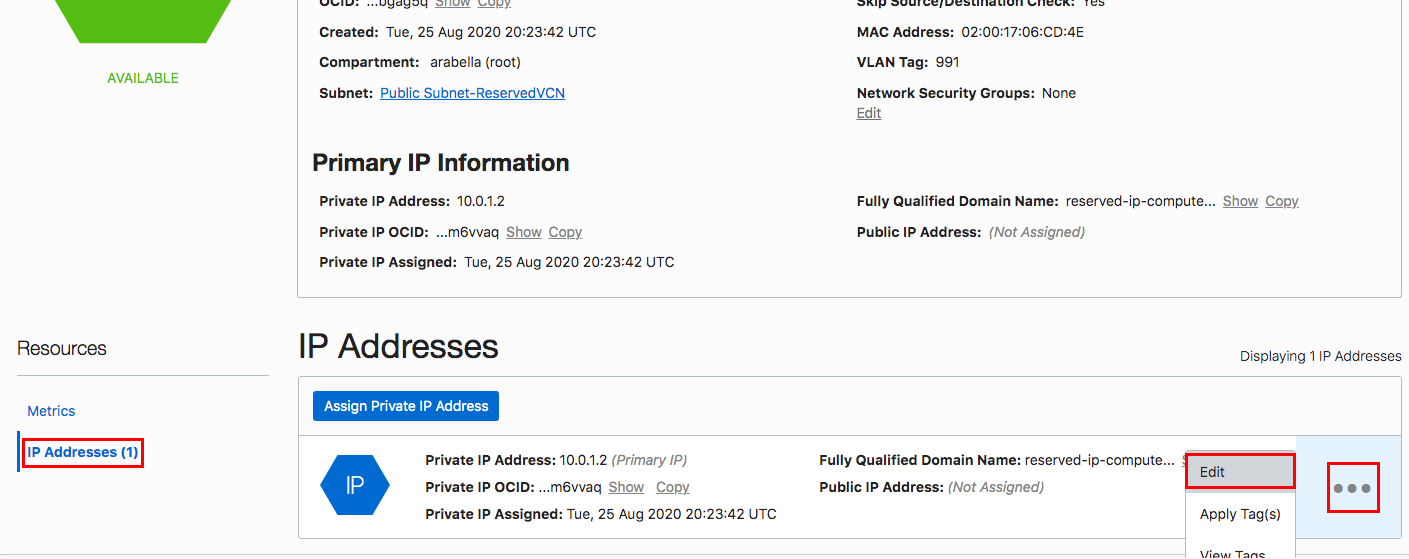 OCID: ...bgag5q Show Copy
Skip Source/Destination Check: Yes
Created: Tue, 25 Aug 2020 20:23:42 UTC
MAC Address: 02:00:17:06:CD:4E
AVAILABLE
Compartment: arabella (root)
VLAN Tag: 991
Subnet: Public Subnet-ReservedVCN
Network Security Groups: None
Edit
Primary IP Information
Private IP Address: 10.0.1.2
Fully Qualified Domain Name: reserved-ip-compute... Show Copy
Private IP OCID: ...m6vvaq Show Copy
Public IP Address: (Not Assigned)
Private IP Assigned: Tue, 25 Aug 2020 20:23:42 UTC
Resources
Metrics
IP Addresses (1)
IP Addresses
Displaying 1 IP Addresses
Assign Private IP Address
IP
Private IP Address: 10.0.1.2 (Primary IP)
Private IP OCID: ...m6vvaq Show Copy
Private IP Assigned: Tue, 25 Aug 2020 20:23:42 UTC
Fully Qualified Domain Name: reserved-ip-compute...
Public IP Address: (Not Assigned)
Edit
Apply Tag(s)
View Tags